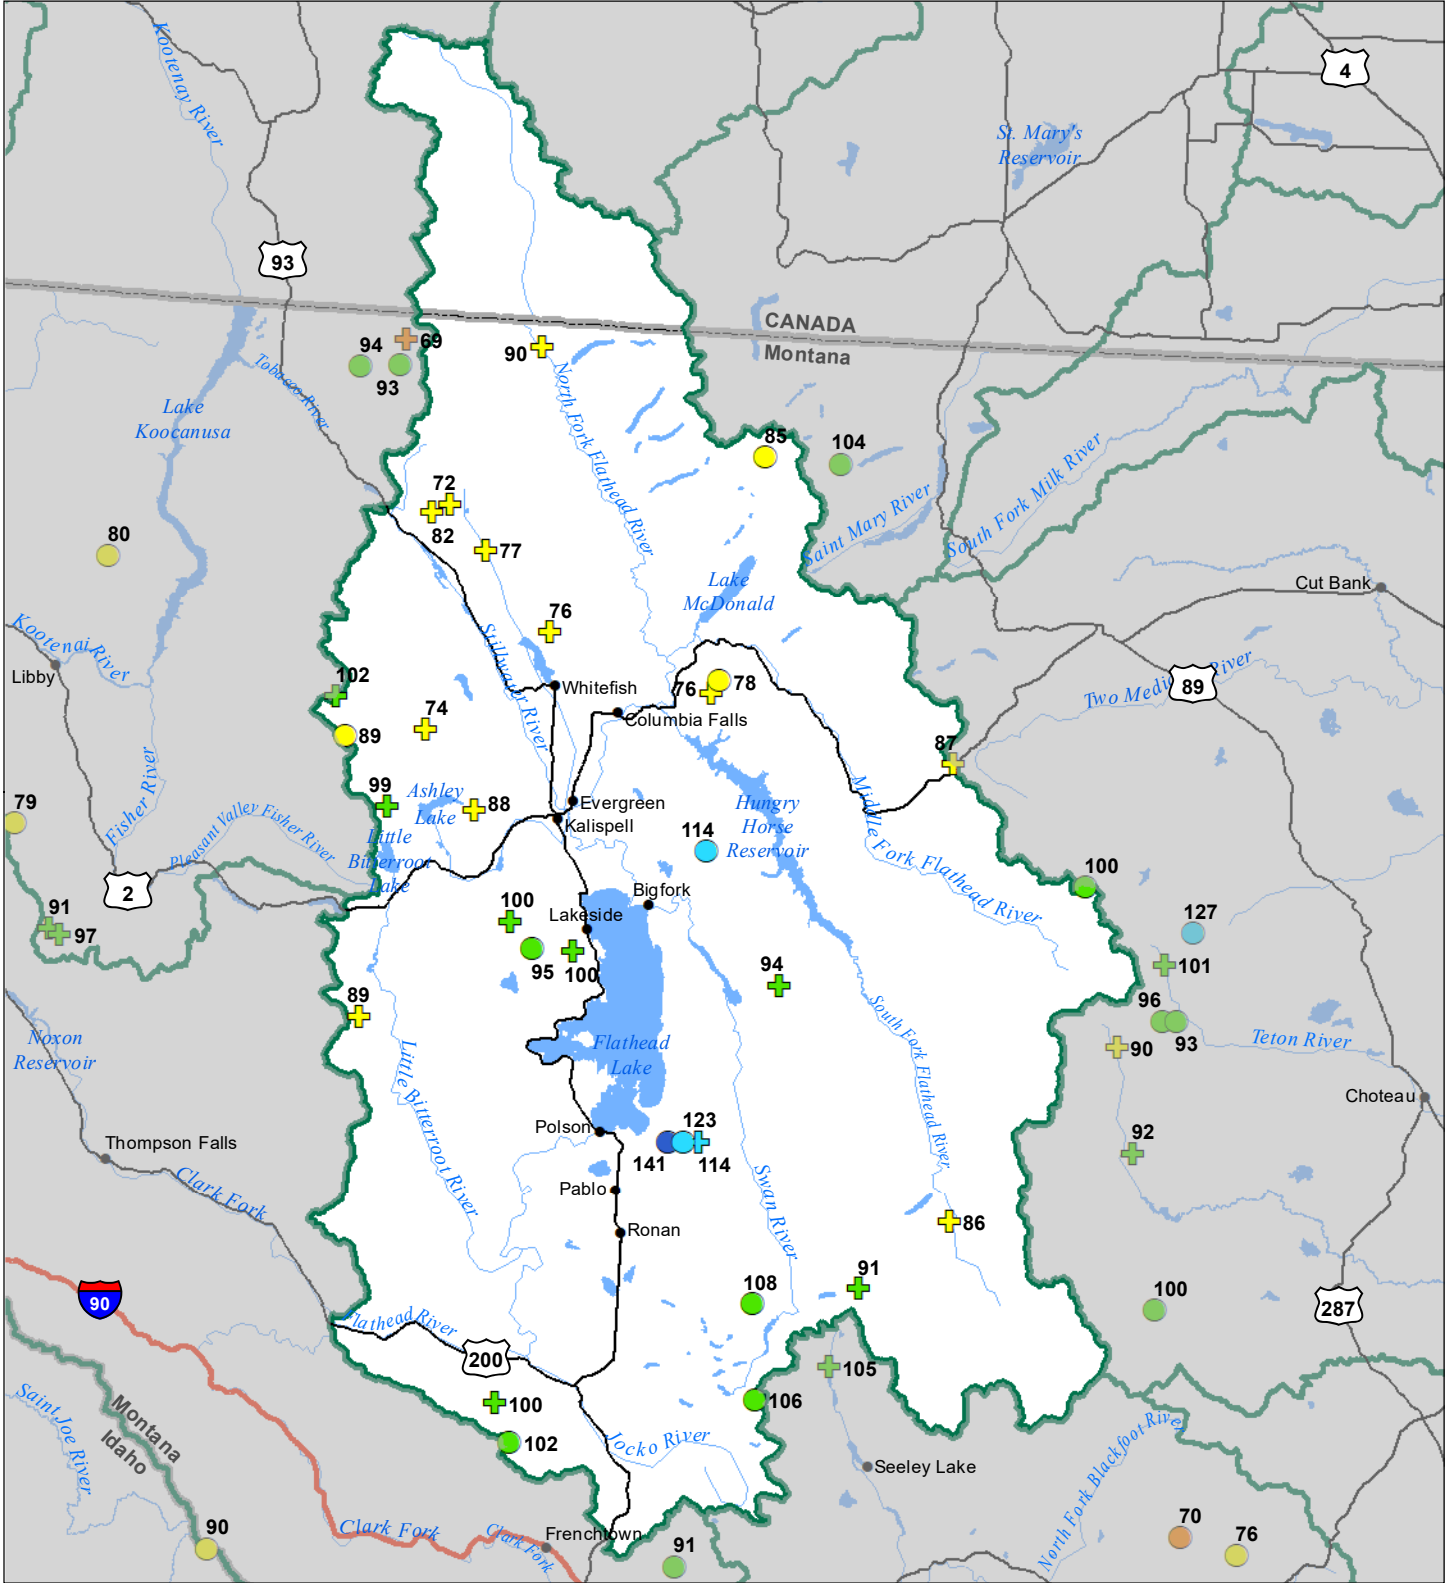 Kootenay River
4
St. Mary's
Reservoir
93
CANADA
Montana
94
69
93
90
Tobacco River
Lake
Koocanusa
North Fork Flathead River
85
104
72
82
77
80
Saint Mary River
South Fork Milk River
Cut Bank
Lake
McDonald
76
Kootenai River
Libby
Stillwater River
102
Whitefish
76
78
Two Medic
River
89
74
Columbia Falls
89
87
99
Ashley
Lake
88
Evergreen
Kalispell
Hungry
Horse
Reservoir
Middle Fork Flathead River
79
Fisher River
Pleasant Valley Fisher River
Little
Bitterroot
Lake
114
2
Bigfork
100
91
97
100
Lakeside
95
100
127
101
94
96
93
89
90
Noxon
Reservoir
Flathead
Lake
South Fork Flathead River
Teton River
Little Bitterroot River
Choteau
Thompson Falls
Polson
123
141
114
92
Clark Fork
Pablo
Swan River
Ronan
86
90
91
108
100
287
Flathead River
200
105
100
106
Saint Joe River
Montana
Idaho
102
Jocko River
Seeley Lake
North Fork Blackfoot River
90
Clark Fork
Clark Fork
Frenchtown
91
70
76